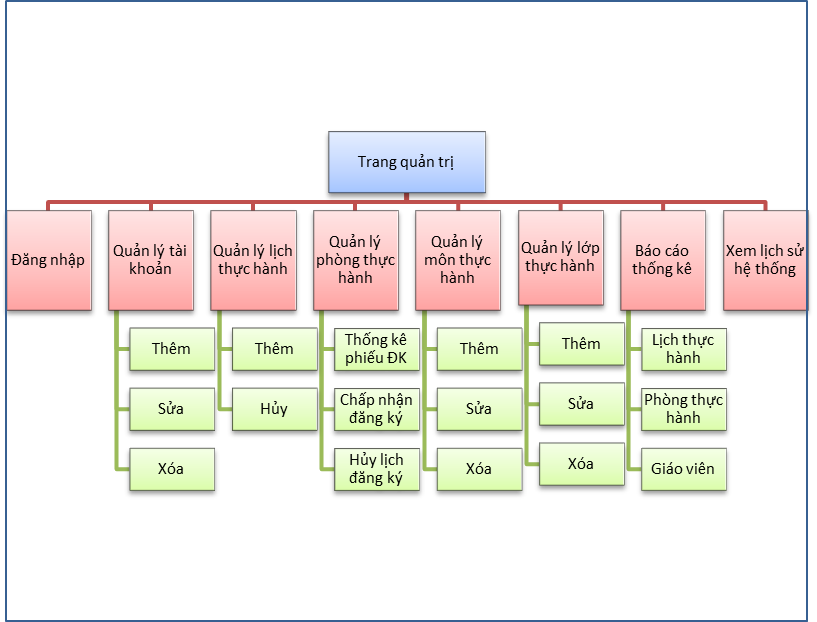 Trang quản trị
Đăng nhập
Quản lý tài
khoản
Quản lý lịch
thực hành
Quản lý
phòng thực
hành
Quản lý
môn thực
hành
Quản lý lớp
thực hành
Báo cáo
thống kê
Xem lịch sử
hệ thống
Thêm
Sửa
Xóa
Thêm
Hủy
Thống kê
phiếu ĐK
Chấp nhận
đăng ký
Hủy lịch
đăng ký
Thêm
Sửa
Xóa
Thêm
Sửa
Xóa
Lịch thực
hành
Phòng thực
hành
Giáo viên